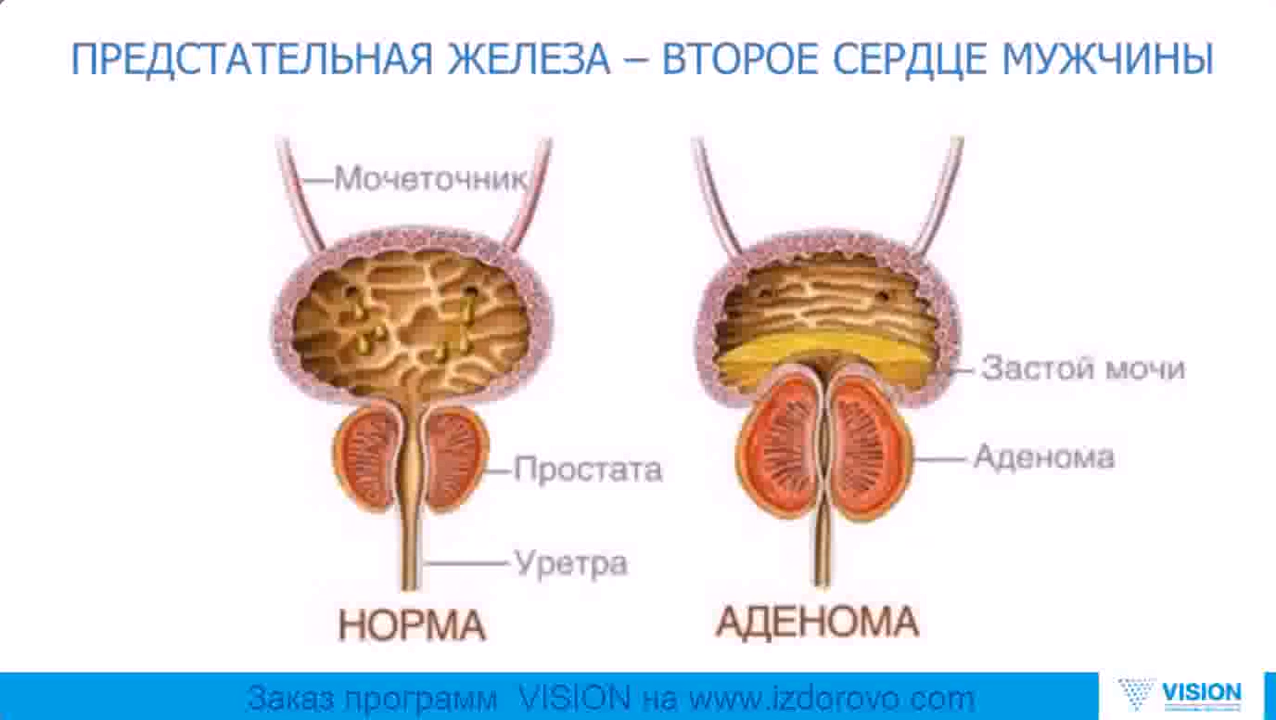 ПРЕДСТАТЕЛЬНАЯ ЖЕЛЕЗА – ВТОРОЕ СЕРДЦЕ МУЖЧИНЫ
Мочеточник
Застой мочи
Аденома
Простата
Уретра
НОРМА
АДЕНОМА
Заказ программ VISION на www.izdorovo.com
VISION